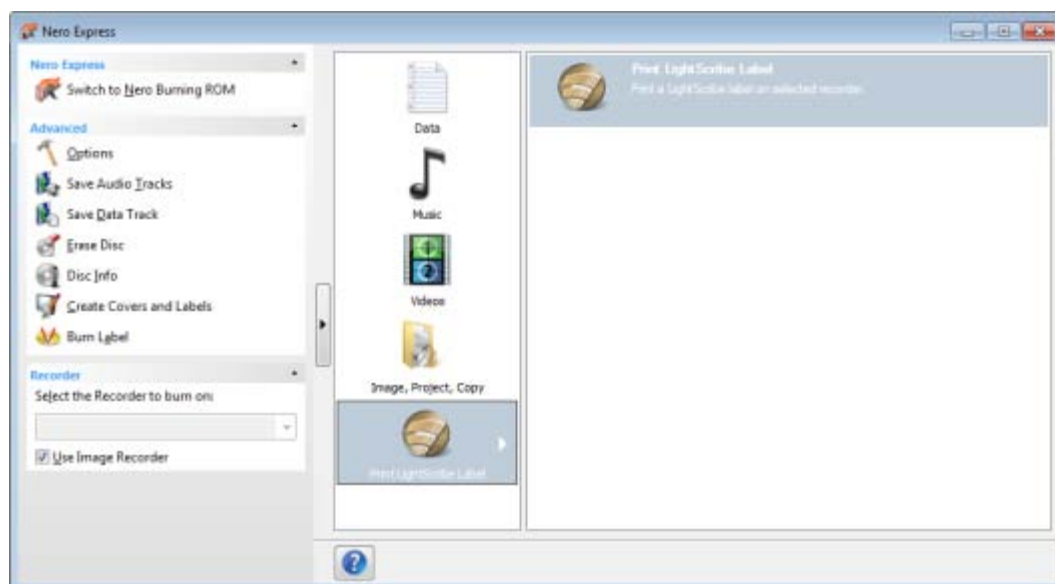 Nero Express
Nero Express
Switch to Nero Burning ROM
Advanced
Options
Save Audio Tracks
Save Data Track
Erase Disc
Disc Info
Create Covers and Labels
Burn Label
Recorder
Select the Recorder to burn on:
Use Image Recorder
Data
Music
Videos
Image, Project, Copy
Print LightScribe Label
Print LightScribe Label
Print a LightScribe label on selected recorder.